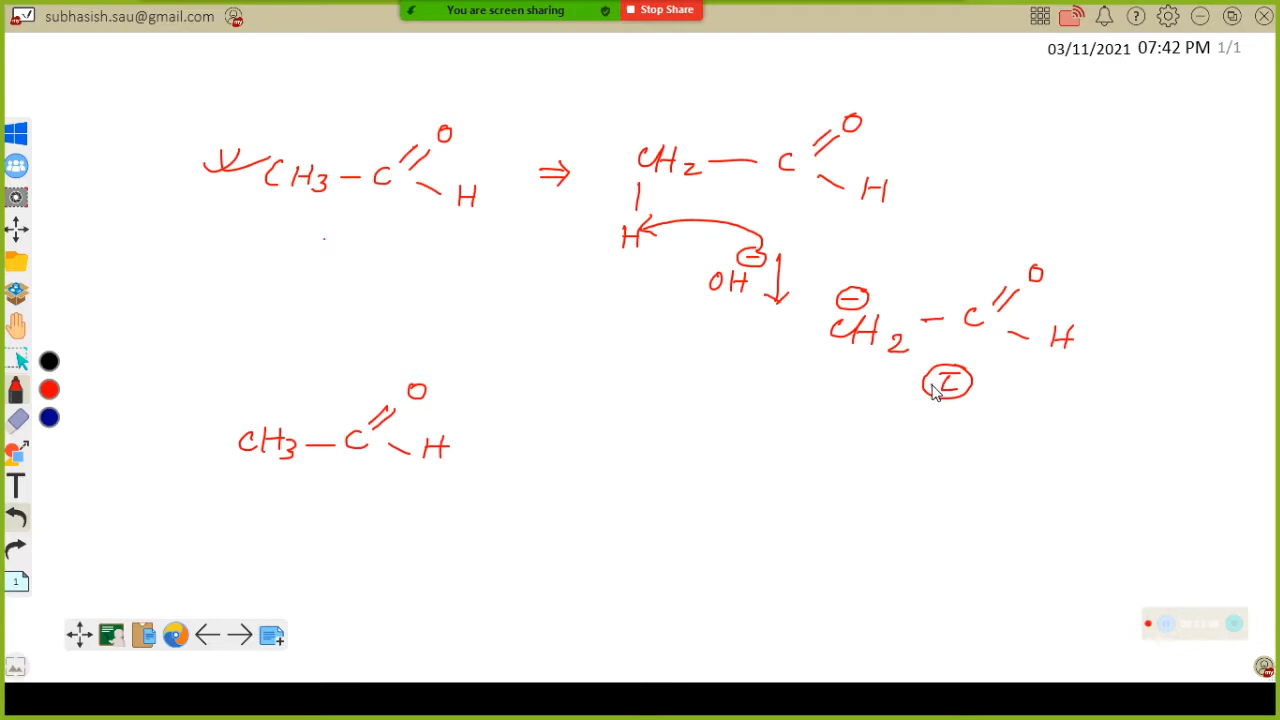 subhasish.sau@gmail.com
You are screen sharing
Stop Share
03/11/2021 07:42 PM 1/1
O
CH3 – C
H
⇒
O
CH2 — C
H
H
⊖
OH
O
⊖
CH2 – C
H
I
O
CH3 — C
H
T
1